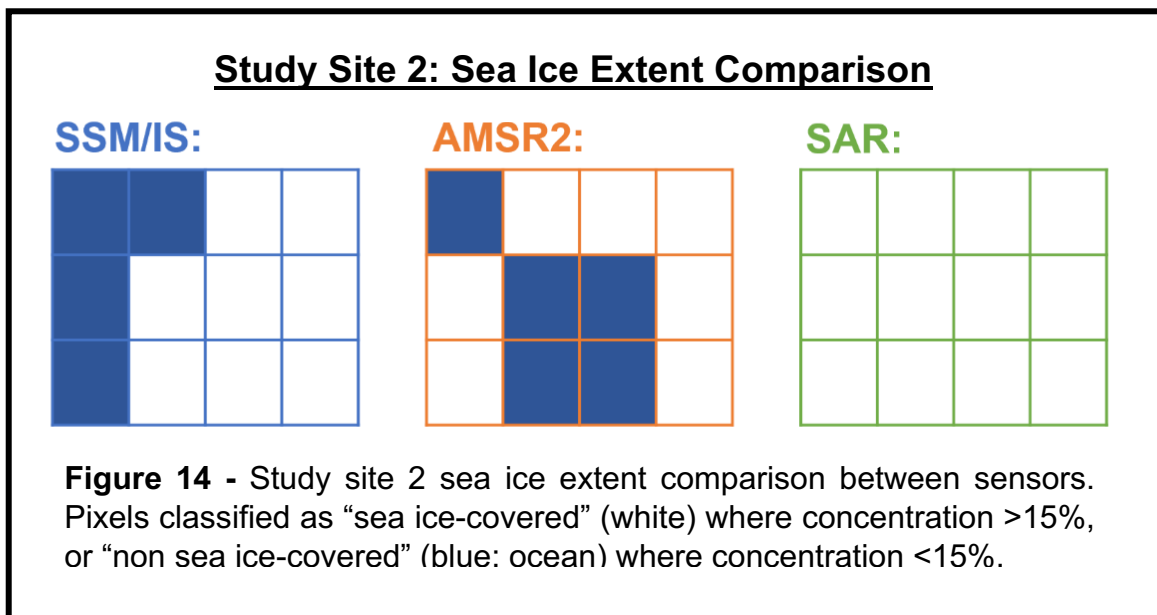 Study Site 2: Sea Ice Extent Comparison
SSM/IS: AMSR2: SAR:
Figure 14 - Study site 2 sea ice extent comparison between sensors.
Pixels classified as “sea ice-covered” (white) where concentration >15%,
or “non sea ice-covered” (blue: ocean) where concentration <15%.